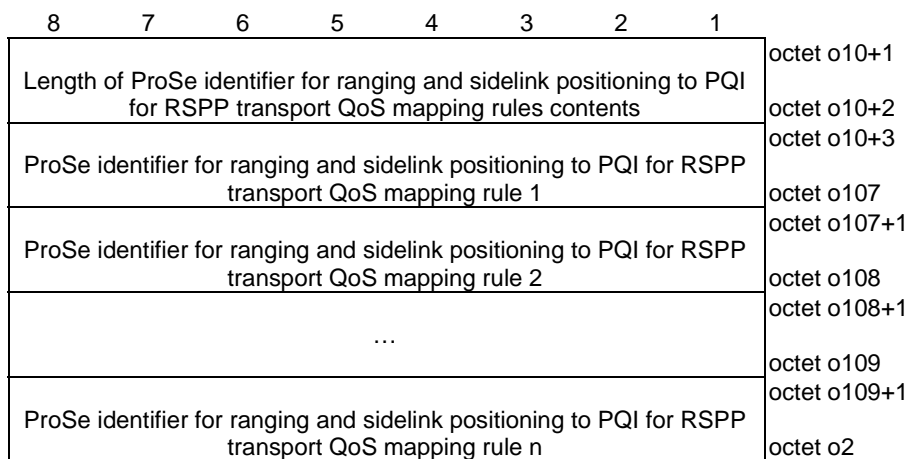 8 7 6 5 4 3 2 1
octet o10+1
Length of ProSe identifier for ranging and sidelink positioning to PQI
for RSPP transport QoS mapping rules contents
octet o10+2
octet o10+3
ProSe identifier for ranging and sidelink positioning to PQI for RSPP
transport QoS mapping rule 1
octet o107
octet o107+1
ProSe identifier for ranging and sidelink positioning to PQI for RSPP
transport QoS mapping rule 2
octet o108
octet o108+1
…
octet o109
octet o109+1
ProSe identifier for ranging and sidelink positioning to PQI for RSPP
transport QoS mapping rule n
octet o2